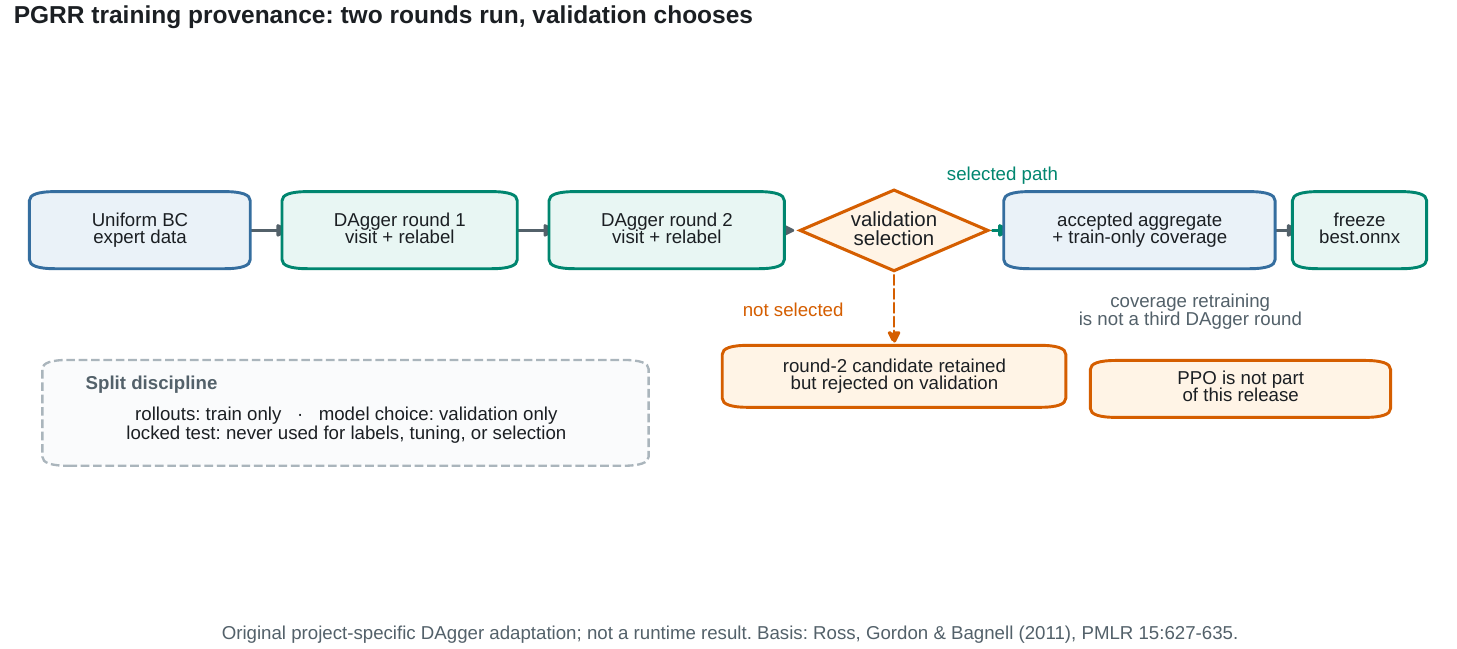 PGRR training provenance: two rounds run, validation chooses
selected path
Uniform BC
expert data
DAgger round 1
visit + relabel
DAgger round 2
visit + relabel
validation
selection
accepted aggregate
+ train-only coverage
freeze
best.onnx
not selected
coverage retraining
is not a third DAgger round
round-2 candidate retained
but rejected on validation
PPO is not part
of this release
Split discipline
rollouts: train only · model choice: validation only
locked test: never used for labels, tuning, or selection
Original project-specific DAgger adaptation; not a runtime result. Basis: Ross, Gordon & Bagnell (2011), PMLR 15:627-635.